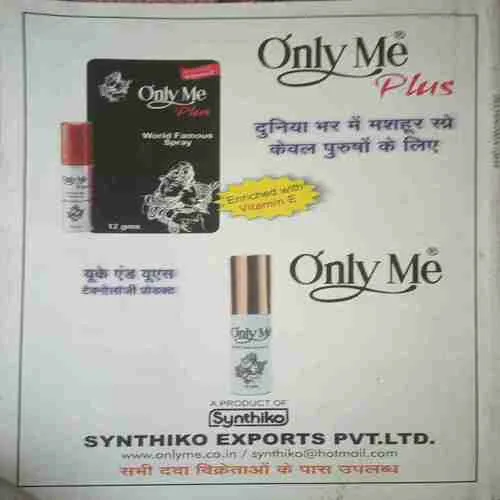 Only Me®
Plus
दुनिया भर में मशहूर स्प्रे
केवल पुरुषों के लिए
Only Me
Plus
World Famous
Spray
12 gms
Enriched with
Vitamin E
यूके एंड यूएस
टेक्नोलॉजी प्रोडक्ट
Only Me®
Only Me
A PRODUCT OF
Synthiko
SYNTHIKO EXPORTS PVT.LTD.
www.onlyme.co.in / synthiko@hotmail.com
सभी दवा विक्रेताओं के पास उपलब्ध